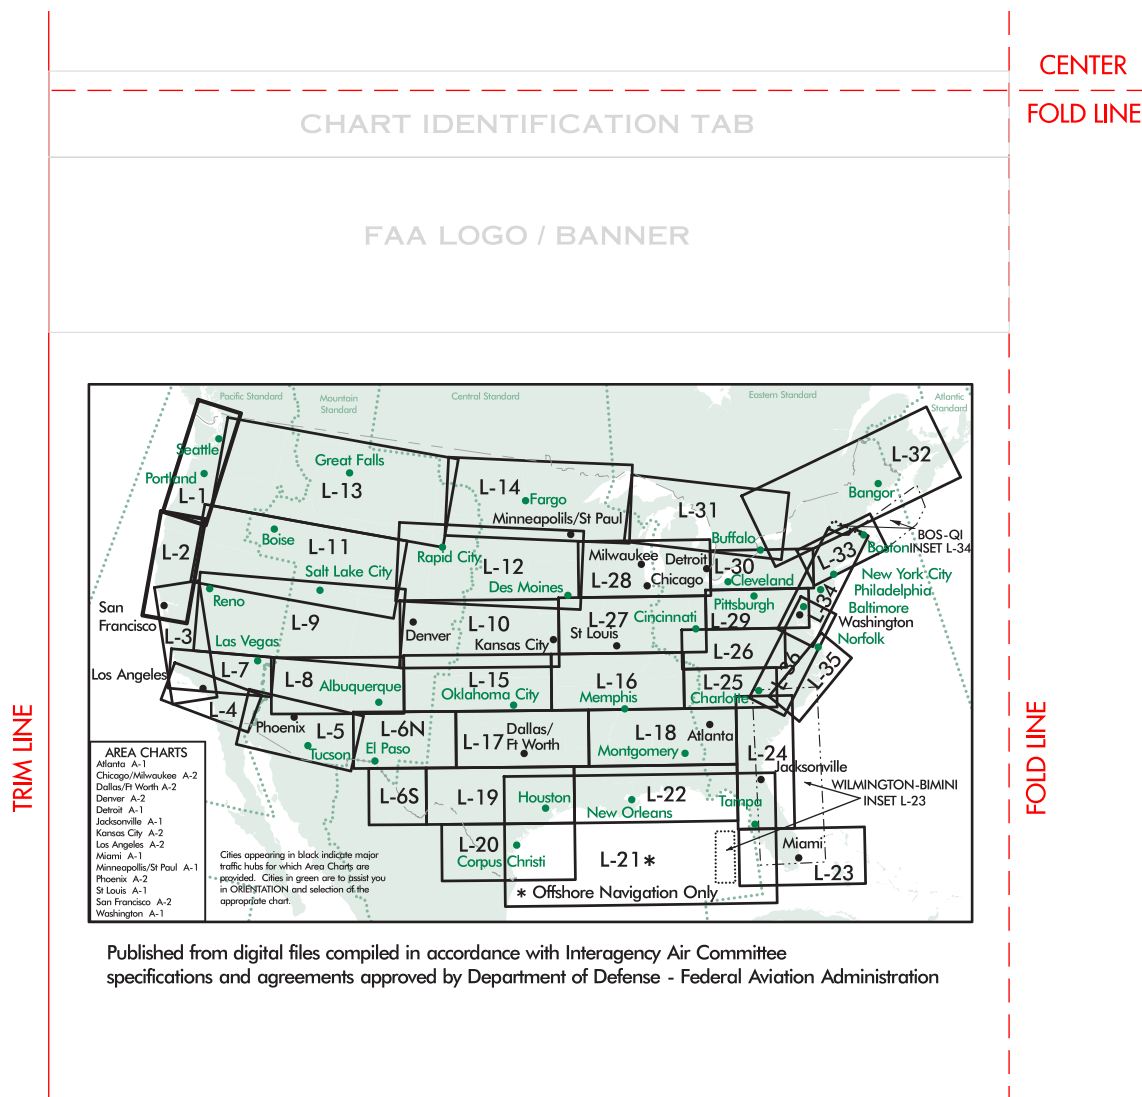 CENTER
FOLD LINE
CHART IDENTIFICATION TAB
FAA LOGO / BANNER
TRIM LINE
FOLD LINE
Pacific Standard
Mountain
Standard
Central Standard
Eastern Standard
Atlantic
Standard
Seattle
Portland
L-1
Great Falls
L-13
L-14
Fargo
Minneapolils/St Paul
L-31
L-32
Bangor
BOS-QI
INSET L-34
L-2
Boise
L-11
Salt Lake City
Rapid City
L-12
Des Moines
Milwaukee
L-28
Chicago
Detroit
Buffalo
L-30
Cleveland
L-33
Boston
New York City
Philadelphia
Baltimore
Washington
Norfolk
L-34
San
Francisco
Reno
L-3
L-9
Las Vegas
Denver
L-10
Kansas City
St Louis
L-27
Cincinnati
Pittsburgh
L-29
L-26
L-36
L-35
Los Angeles
L-7
L-4
L-8
Albuquerque
L-15
Oklahoma City
L-16
Memphis
L-25
Charlotte
Phoenix
L-5
Tucson
L-6N
El Paso
L-17
Dallas/
Ft Worth
L-18
Montgomery
Atlanta
L-24
Jacksonville
L-6S
L-19
Houston
L-22
New Orleans
Tampa
WILMINGTON-BIMINI
INSET L-23
L-20
Corpus Christi
L-21*
* Offshore Navigation Only
Miami
L-23
AREA CHARTS
Atlanta A-1
Chicago/Milwaukee A-2
Dallas/Ft Worth A-2
Denver A-2
Detroit A-1
Jacksonville A-1
Kansas City A-2
Los Angeles A-2
Miami A-1
Minneapolis/St Paul A-1
Phoenix A-2
St Louis A-1
San Francisco A-2
Washington A-1
Cities appearing in black indicate major
traffic hubs for which Area Charts are
provided. Cities in green are to assist you
in ORIENTATION and selection of the
appropriate chart.
Published from digital files compiled in accordance with Interagency Air Committee
specifications and agreements approved by Department of Defense - Federal Aviation Administration